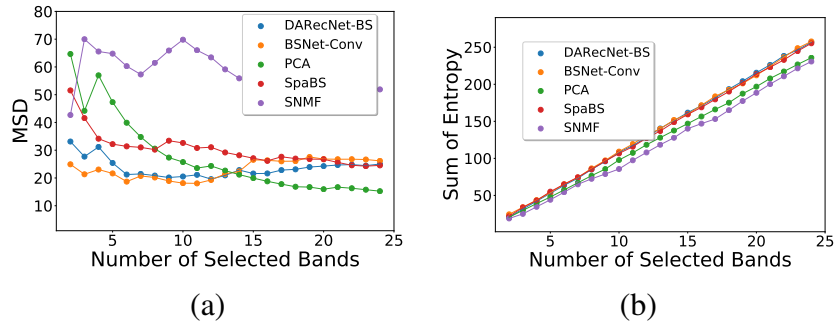 80
70
60
50
40
30
20
10
MSD
DARecNet-BS
BSNet-Conv
PCA
SpaBS
SNMF
5 10 15 20 25
Number of Selected Bands
(a)
250
200
150
100
50
Sum of Entropy
DARecNet-BS
BSNet-Conv
PCA
SpaBS
SNMF
5 10 15 20 25
Number of Selected Bands
(b)